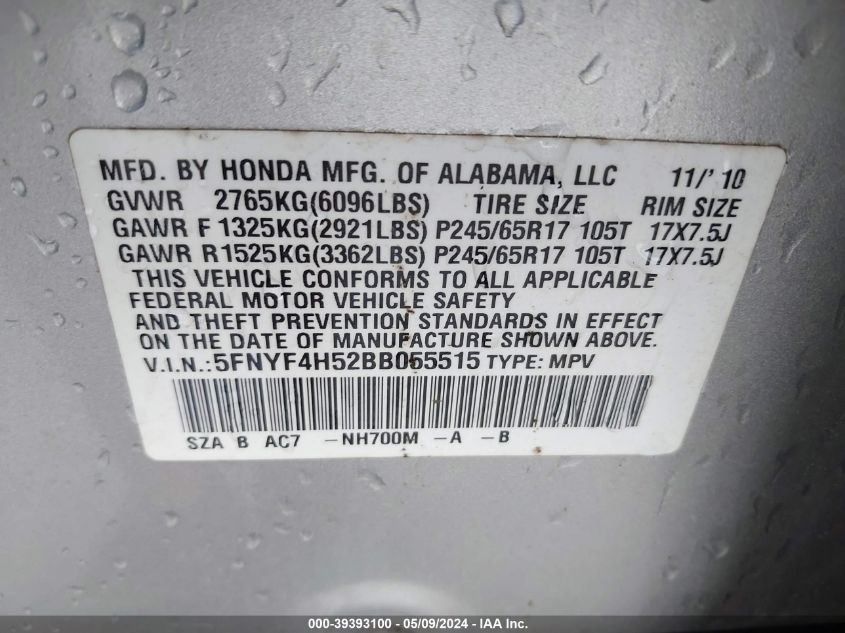 MFD. BY HONDA MFG. OF ALABAMA, LLC 11/'10
GVWR 2765KG(6096LBS) TIRE SIZE RIM SIZE
GAWR F 1325KG(2921LBS) P245/65R17 105T 17X7.5J
GAWR R 1525KG(3362LBS) P245/65R17 105T 17X7.5J
THIS VEHICLE CONFORMS TO ALL APPLICABLE
FEDERAL MOTOR VEHICLE SAFETY
AND THEFT PREVENTION STANDARDS IN EFFECT
ON THE DATE OF MANUFACTURE SHOWN ABOVE.
V.I.N.:5FNYF4H52BB055515 TYPE: MPV
SZA B AC7 -NH700M -A -B
000-39393100 - 05/09/2024 - IAA Inc.